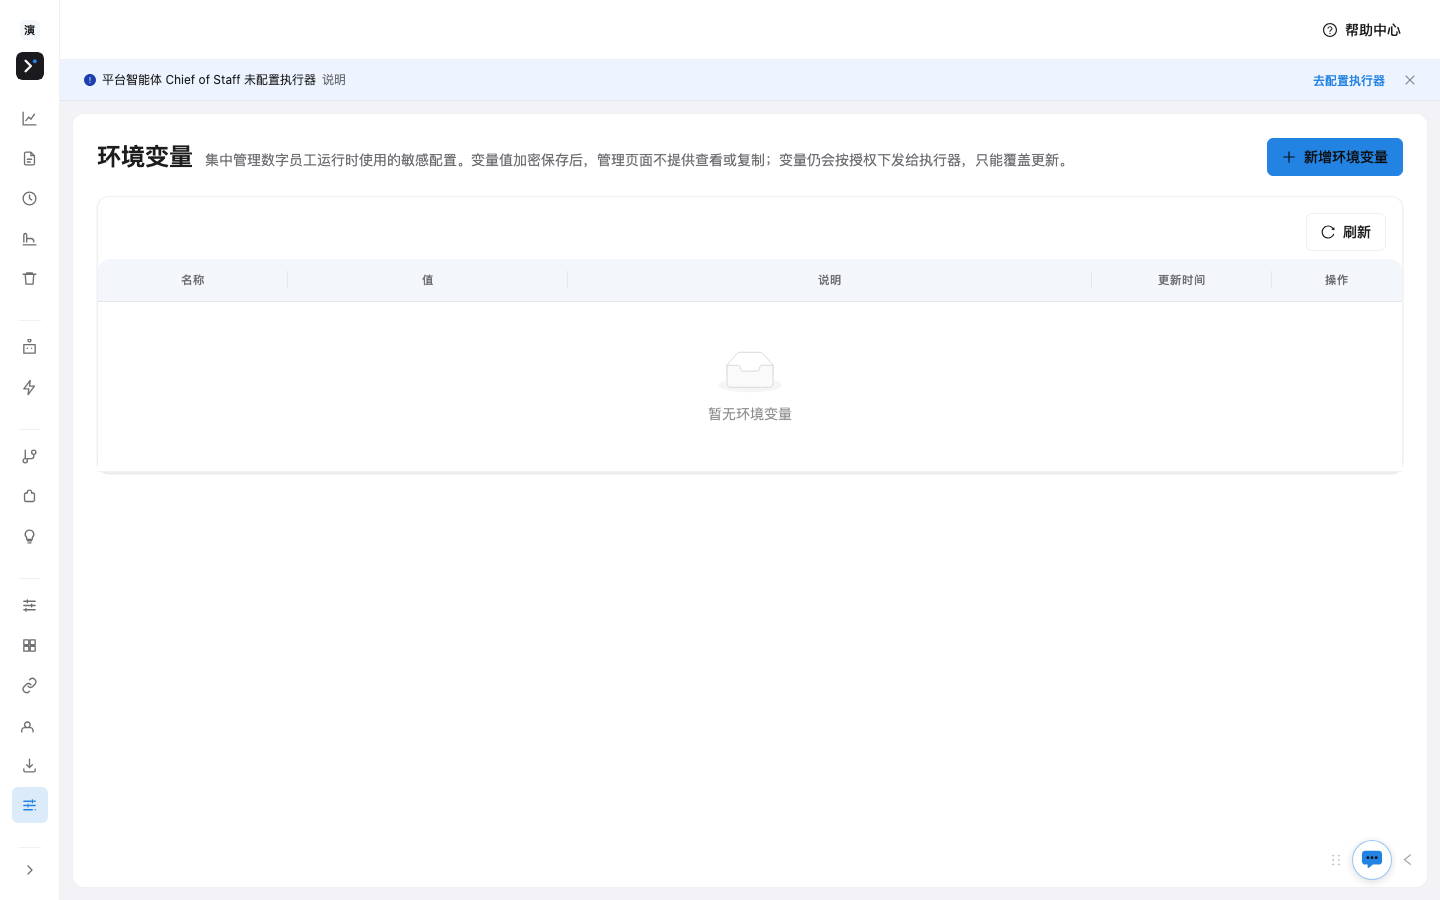 演
帮助中心
平台智能体 Chief of Staff 未配置执行器 说明
去配置执行器
环境变量
集中管理数字员工运行时使用的敏感配置。变量值加密保存后，管理页面不提供查看或复制；变量仍会按授权下发给执行器，只能覆盖更新。
新增环境变量
刷新
名称 值 说明 更新时间 操作
暂无环境变量